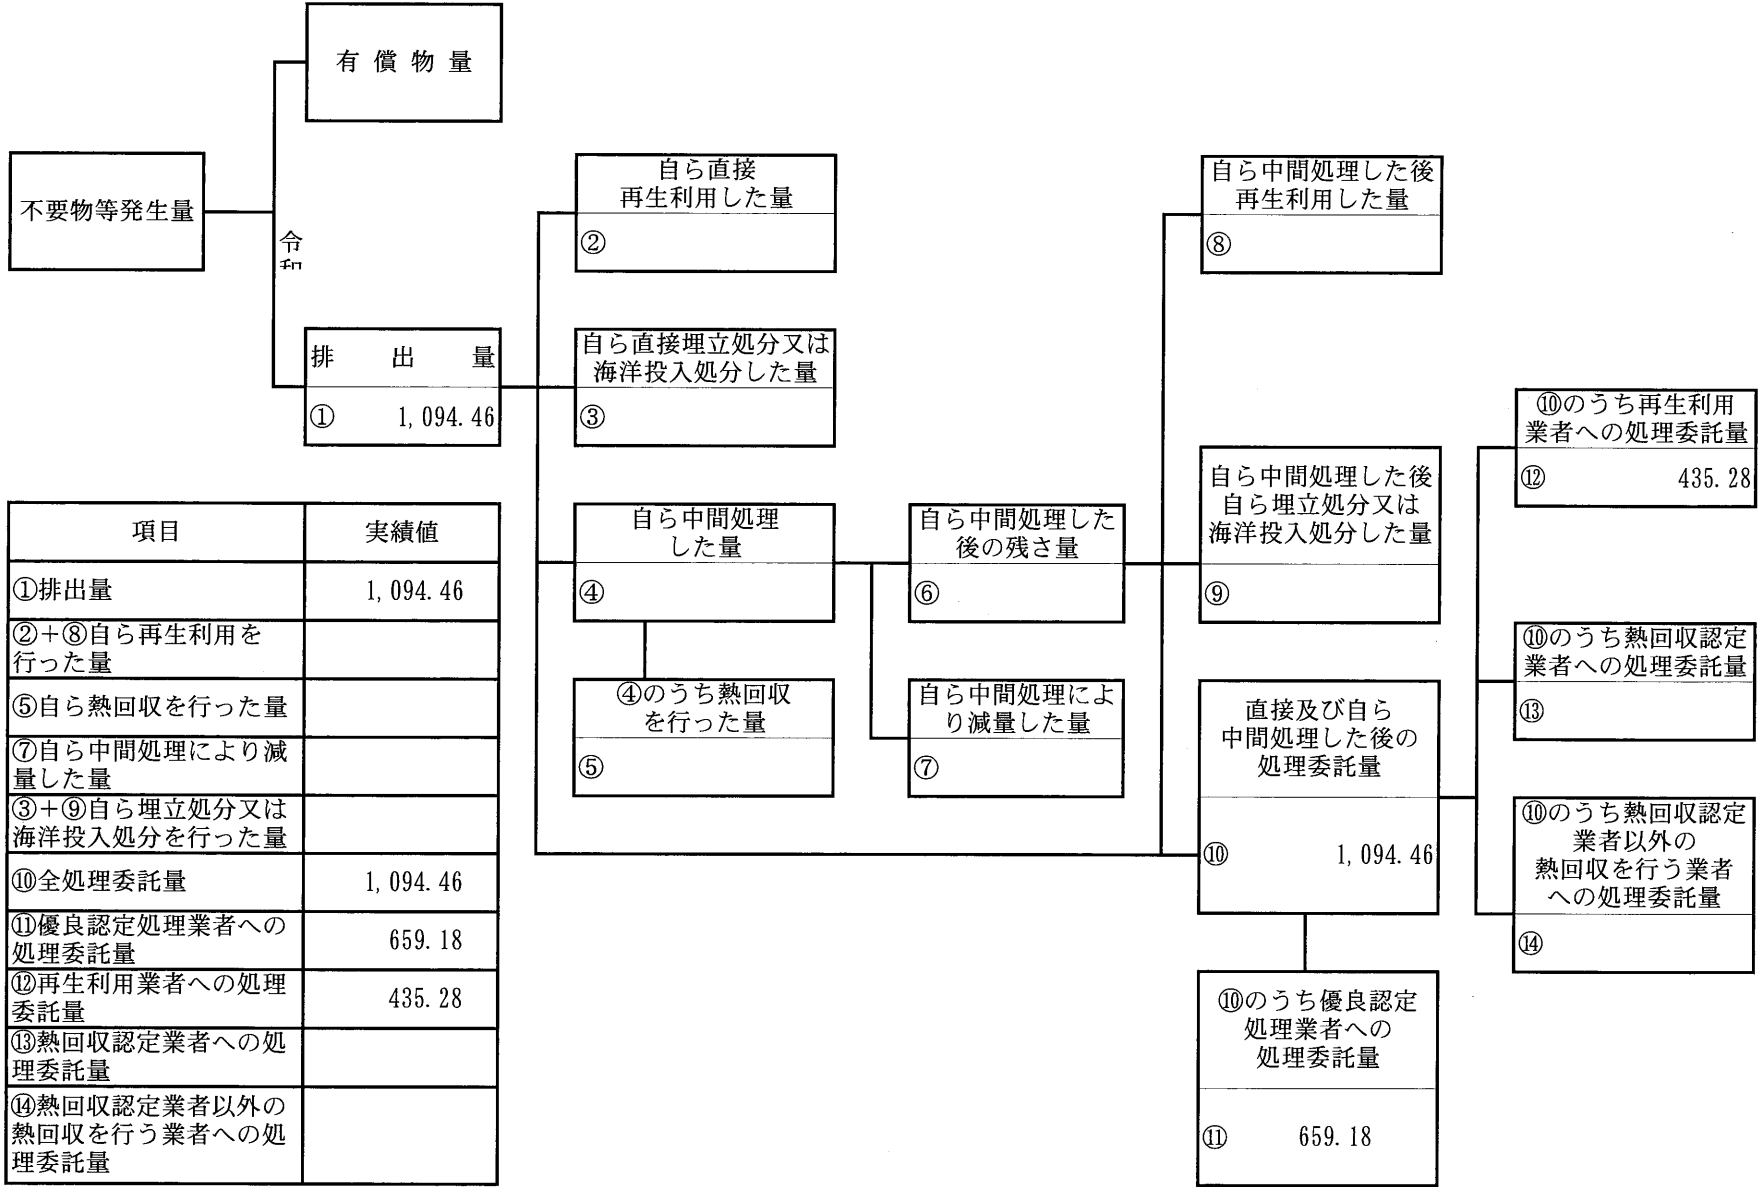 有償物量
不要物等発生量
令
和
排出量
① 1,094.46
自ら直接
再生利用した量
②
自ら直接埋立処分又は
海洋投入処分した量
③
自ら中間処理
した量
④
④のうち熱回収
を行った量
⑤
自ら中間処理した
後の残さ量
⑥
自ら中間処理によ
り減量した量
⑦
自ら中間処理した後
再生利用した量
⑧
自ら中間処理した後
自ら埋立処分又は
海洋投入処分した量
⑨
直接及び自ら
中間処理した後の
処理委託量
⑩ 1,094.46
⑩のうち優良認定
処理業者への
処理委託量
⑪ 659.18
⑩のうち再生利用
業者への処理委託量
⑫ 435.28
⑩のうち熱回収認定
業者への処理委託量
⑬
⑩のうち熱回収認定
業者以外の
熱回収を行う業者
への処理委託量
⑭
項目 実績値
①排出量 1,094.46
②+⑧自ら再生利用を
行った量
⑤自ら熱回収を行った量
⑦自ら中間処理により減
量した量
③+⑨自ら埋立処分又は
海洋投入処分を行った量
⑩全処理委託量 1,094.46
⑪優良認定処理業者への
処理委託量 659.18
⑫再生利用業者への処理
委託量 435.28
⑬熱回収認定業者への処
理委託量
⑭熱回収認定業者以外の
熱回収を行う業者への処
理委託量